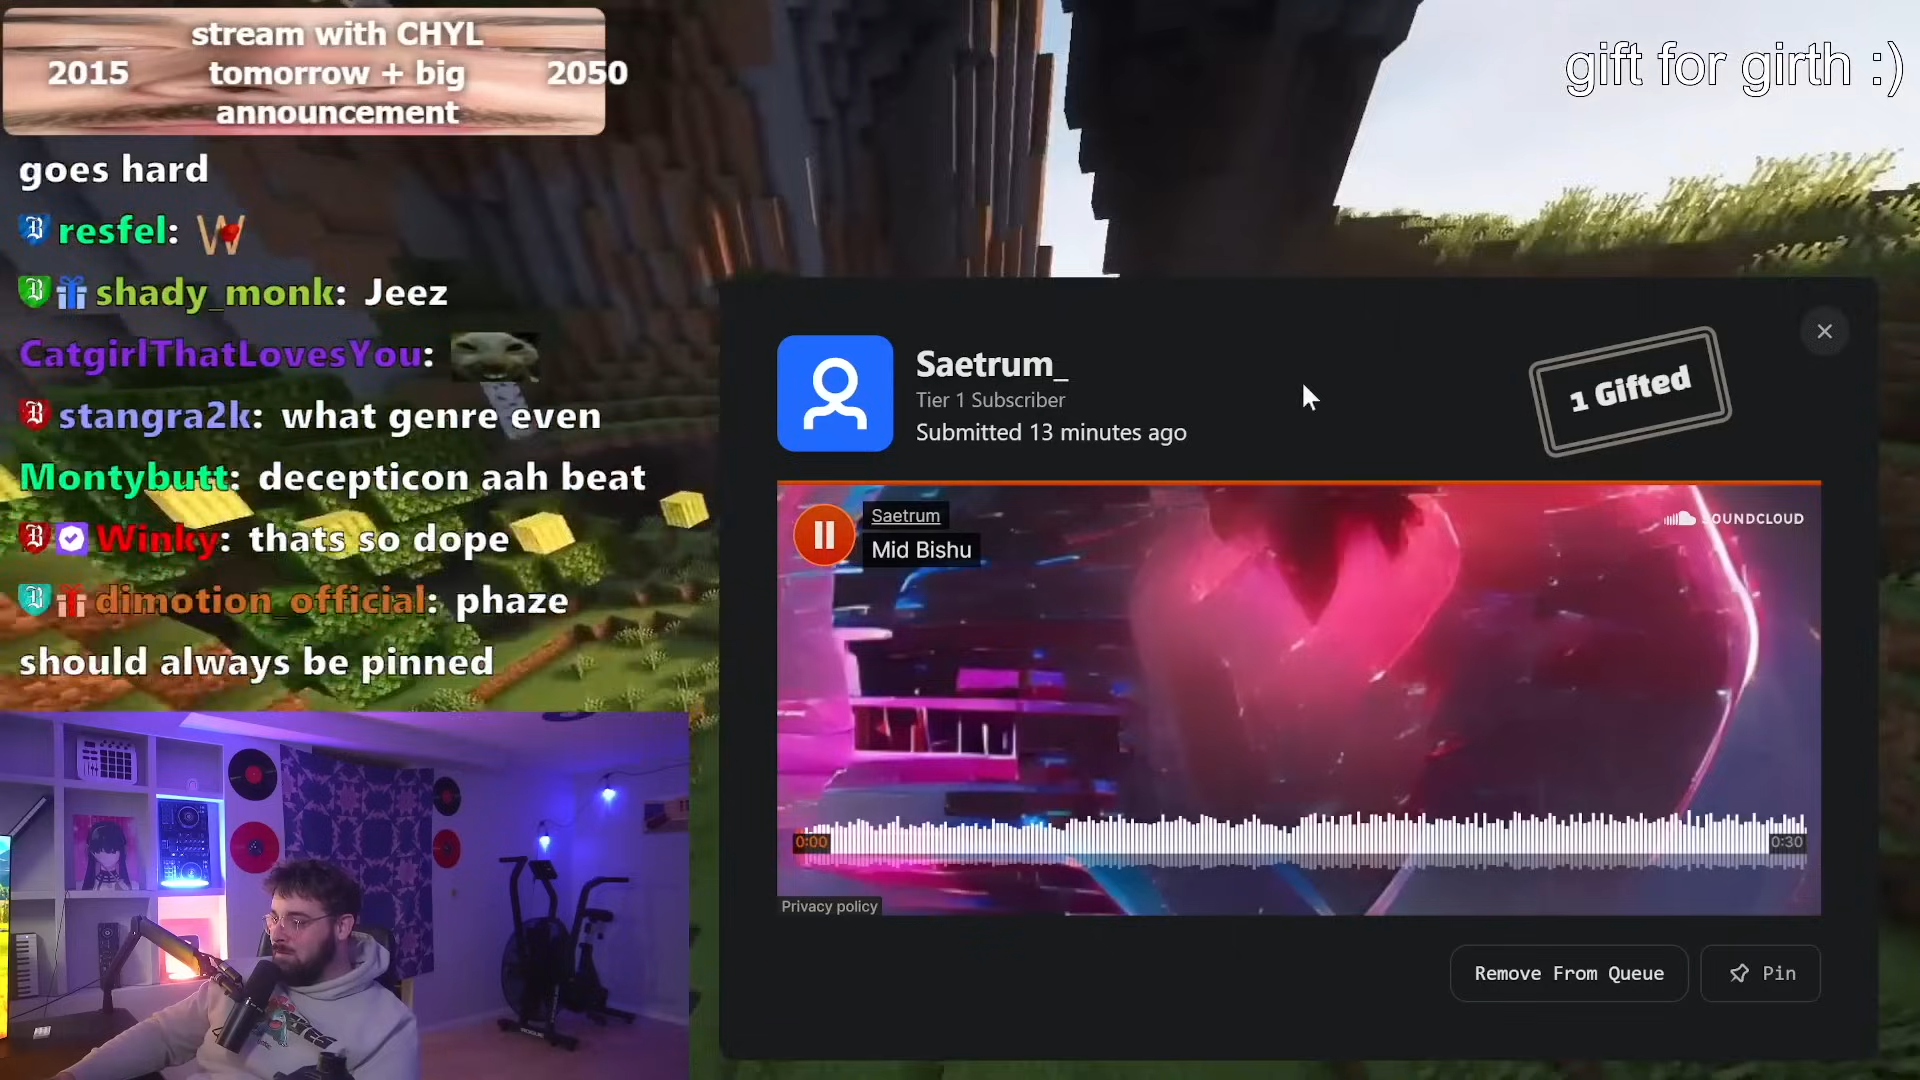 stream with CHYL
2015 tomorrow + big 2050
announcement
gift for girth :)
goes hard
resfel:
shady_monk: Jeez
CatgirlThatLovesYou:
stangra2k: what genre even
Montybutt: decepticon aah beat
Winky: thats so dope
dimotion_official: phaze
should always be pinned
Saetrum_
Tier 1 Subscriber
Submitted 13 minutes ago
1 Gifted
Saetrum
Mid Bishu
SOUNDCLOUD
0:00
0:30
Privacy policy
Remove From Queue
Pin